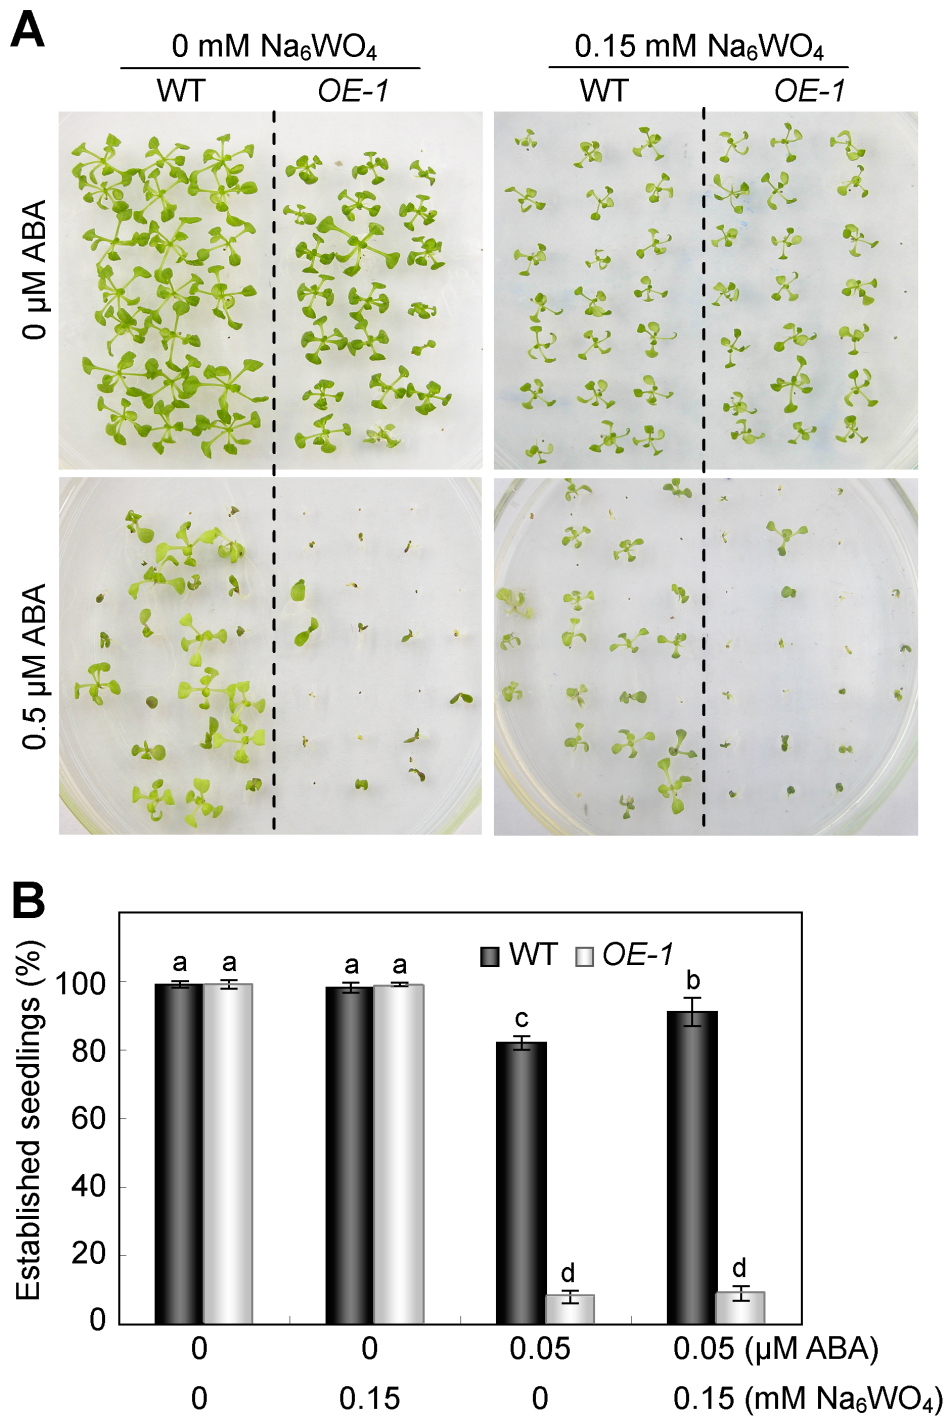 A
0 mM Na₆WO₄
0.15 mM Na₆WO₄
WT OE-1
WT OE-1
0 µM ABA
0.5 µM ABA
B
WT OE-1
Established seedlings (%)
100
80
60
40
20
0
a a a a c d b d
0 0 0.05 0.05 (µM ABA)
0 0.15 0 0.15 (mM Na₆WO₄)